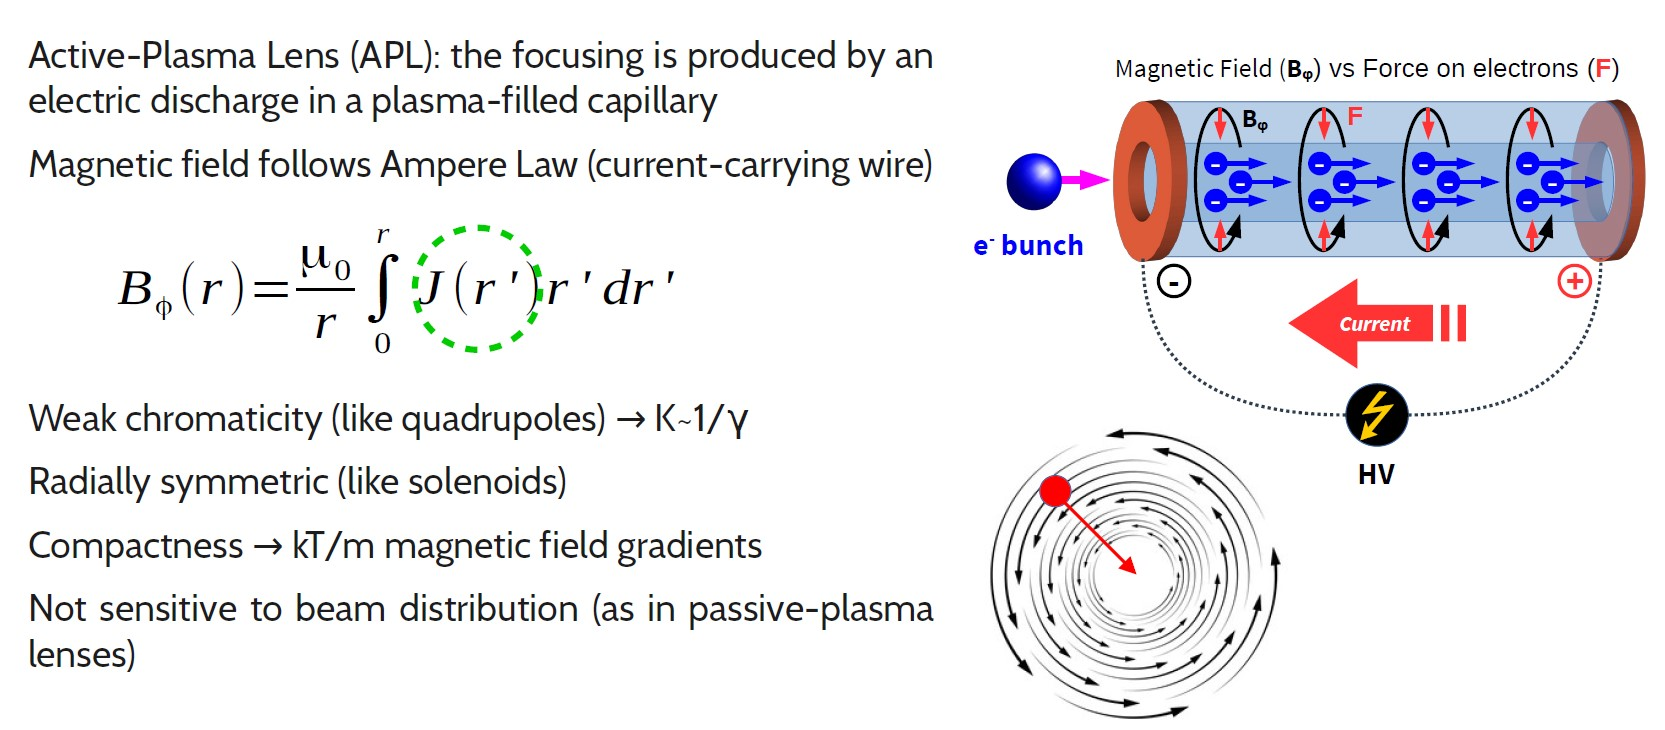 Active-Plasma Lens (APL): the focusing is produced by an
electric discharge in a plasma-filled capillary
Magnetic field follows Ampere Law (current-carrying wire)
B_ϕ(r) = μ₀/r ∫₀^r J(r')r'dr'
Weak chromaticity (like quadrupoles) → K~1/γ
Radially symmetric (like solenoids)
Compactness → kT/m magnetic field gradients
Not sensitive to beam distribution (as in passive-plasma
lenses)
Magnetic Field (Bφ) vs Force on electrons (F)
Bφ
F
- - - -
- - - -
- - - -
e⁻ bunch
-
+
Current
HV